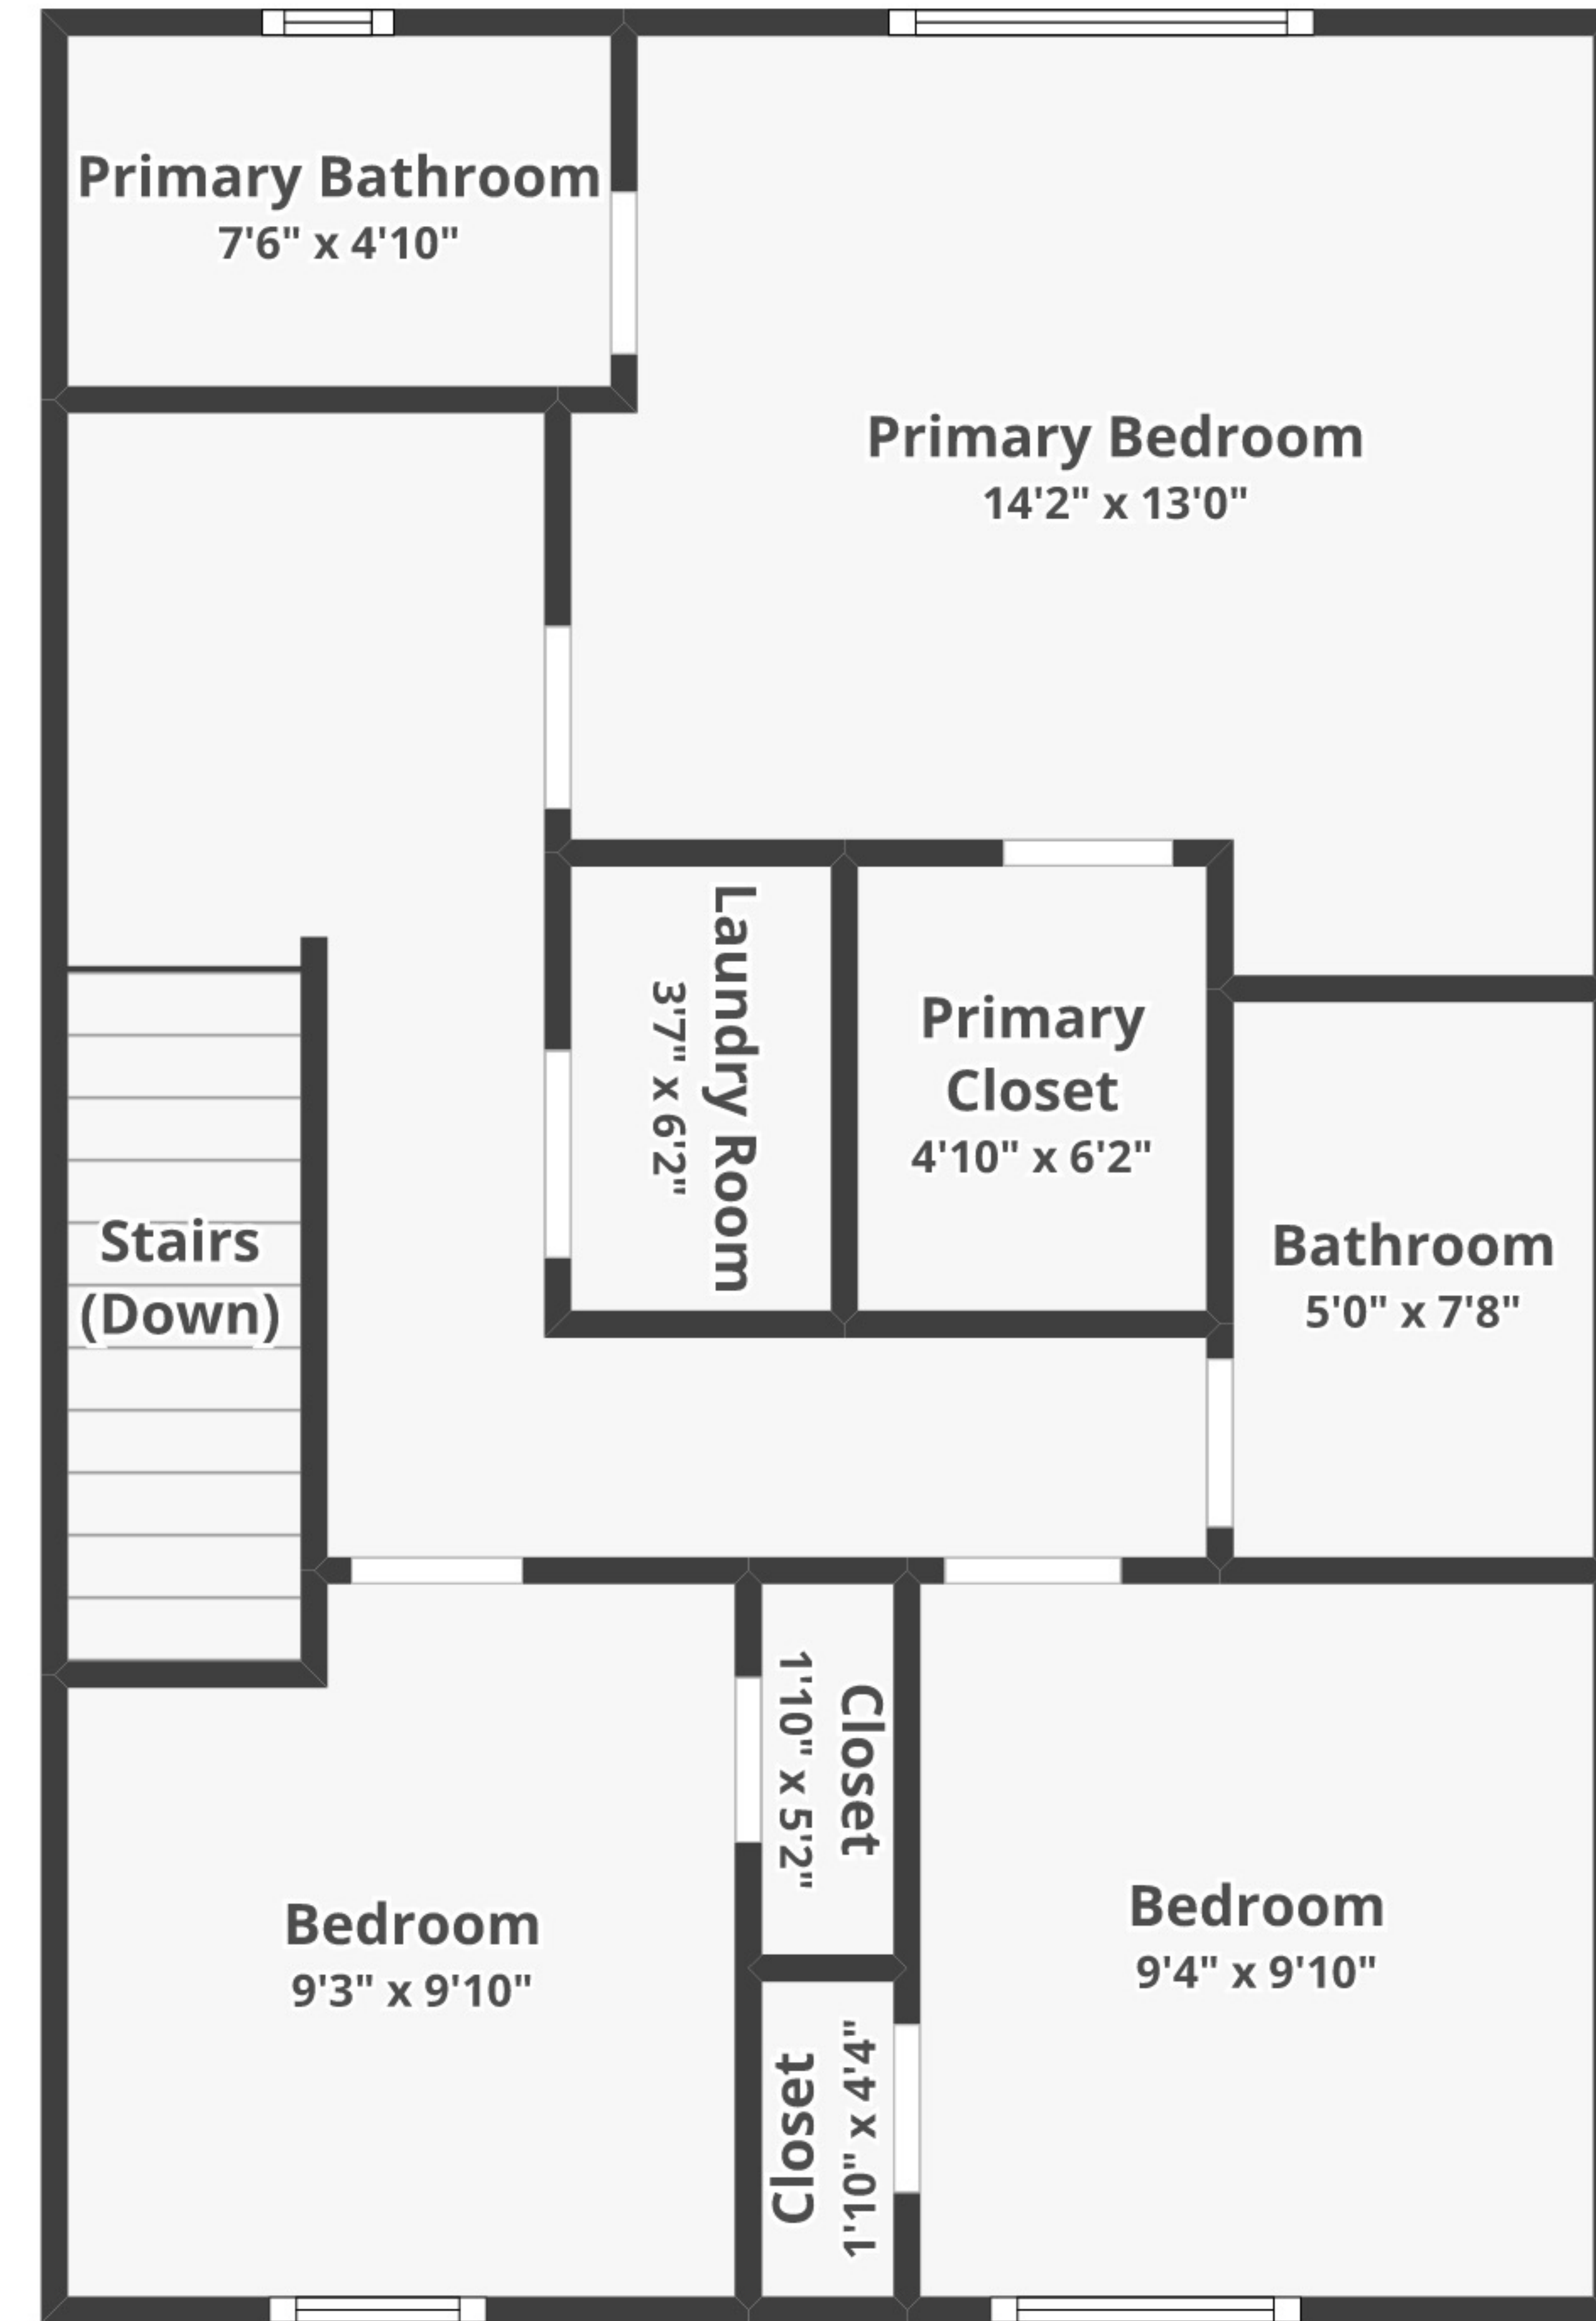 Primary Bathroom
7'6" x 4'10"
Primary Bedroom
14'2" x 13'0"
Laundry Room
3'7" x 6'2"
Primary
Closet
4'10" x 6'2"
Stairs
(Down)
Bathroom
5'0" x 7'8"
Closet
1'10" x 5'2"
Bedroom
9'3" x 9'10"
Bedroom
9'4" x 9'10"
Closet
1'10" x 4'4"